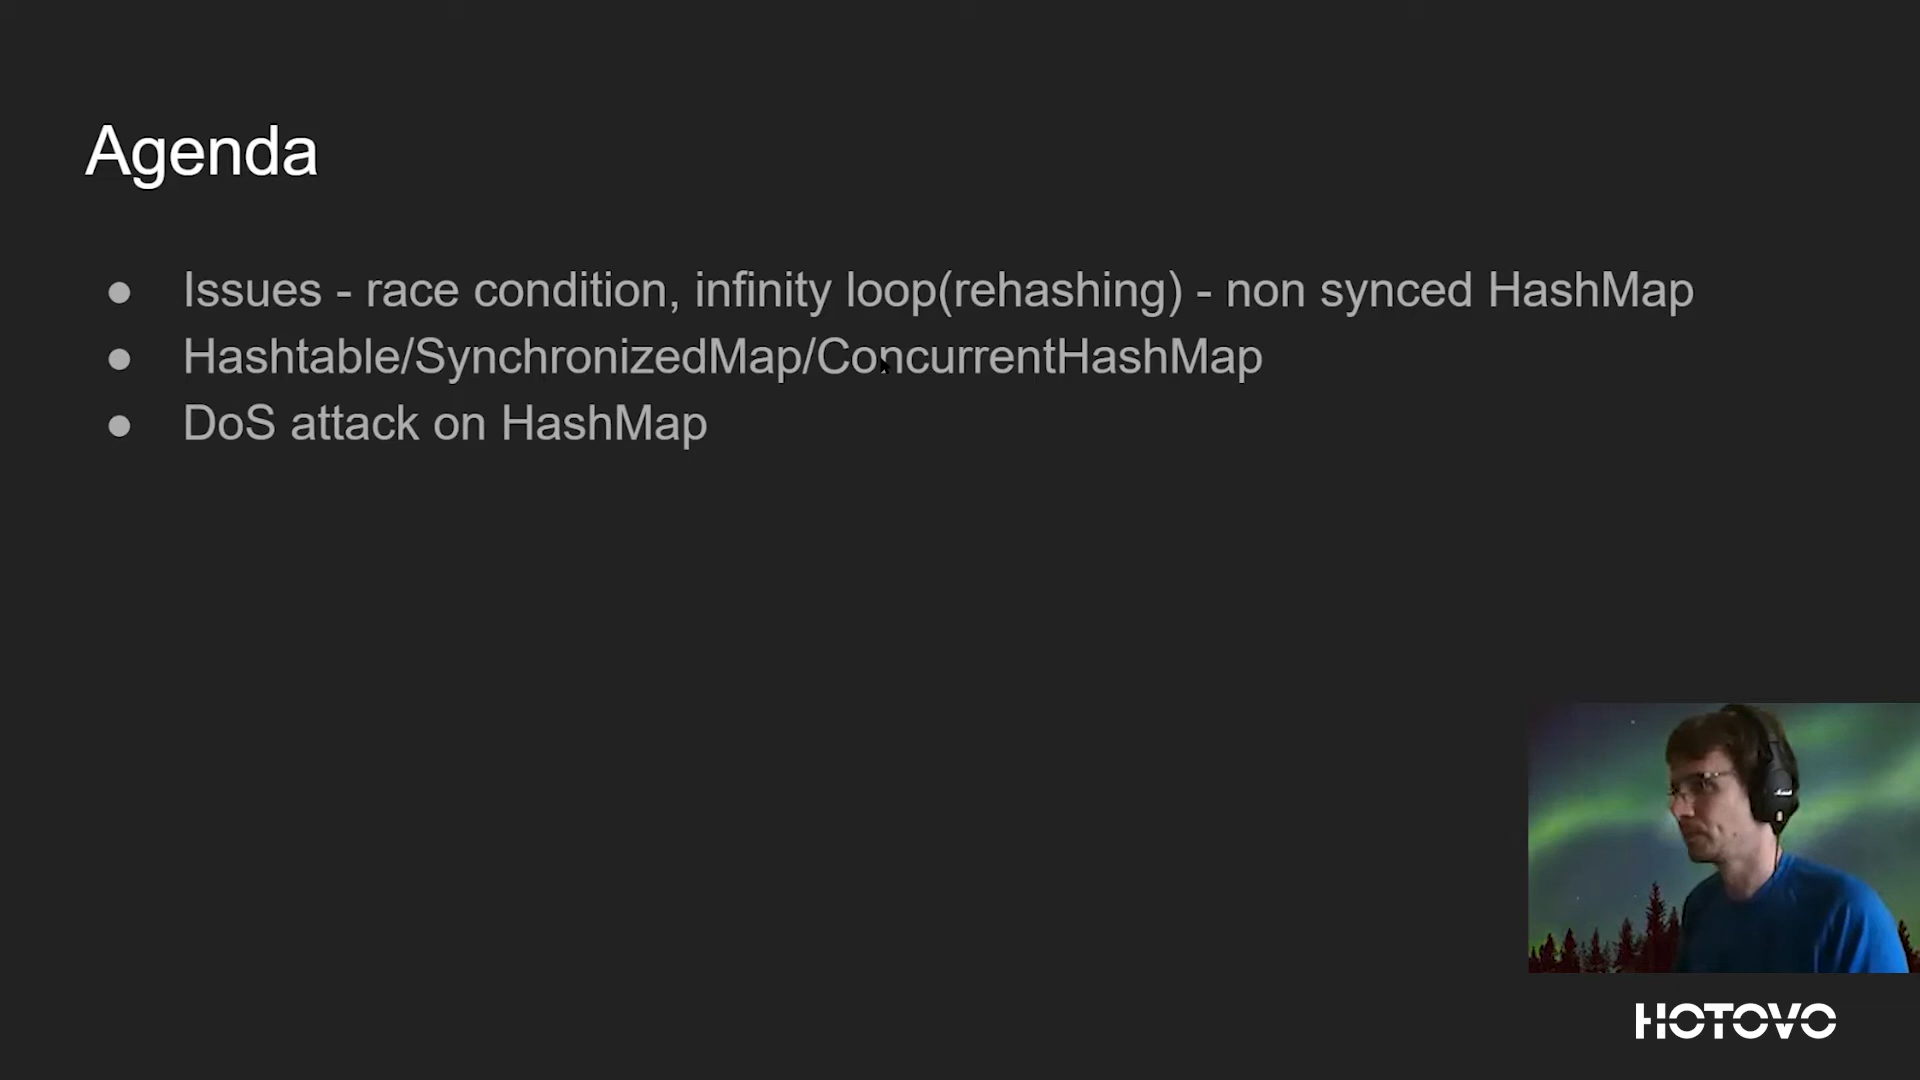 Agenda
● Issues - race condition, infinity loop(rehashing) - non synced HashMap
● Hashtable/SynchronizedMap/ConcurrentHashMap
● DoS attack on HashMap
HOTOVO